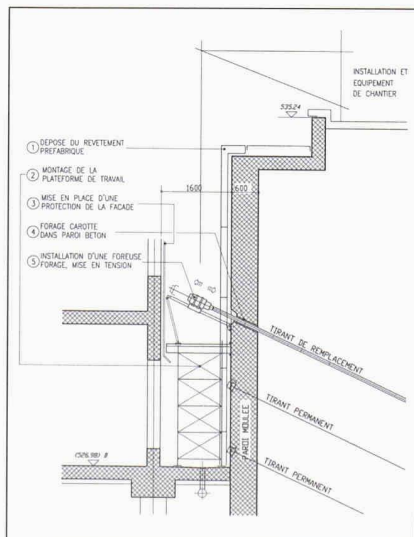 INSTALLATION ET
EQUIPEMENT
DE CHANTIER
535.24
1 DEPOSE DU REVETEMENT
PREFABRIQUE
2 MONTAGE DE LA
PLATEFORME DE TRAVAIL
3 MISE EN PLACE D'UNE
PROTECTION DE LA FACADE
4 FORAGE CAROTTE
DANS PAROI BETON
5 INSTALLATION D'UNE FOREUSE
FORAGE, MISE EN TENSION
1600
600
TIRANT DE REMPLACEMENT
TIRANT PERMANENT
PAROI MOULEE
TIRANT PERMANENT